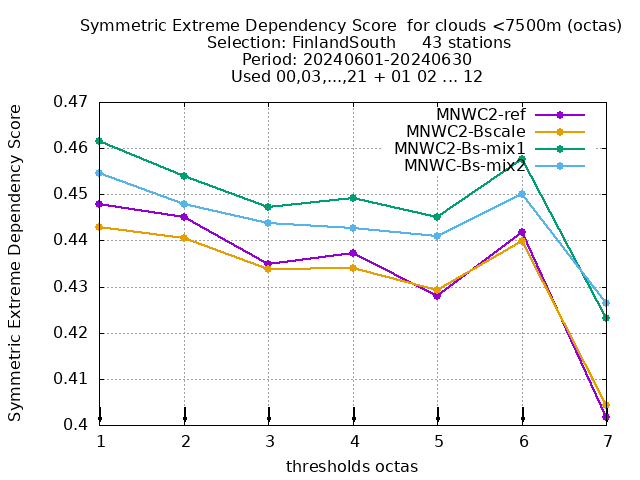 Symmetric Extreme Dependency Score  for clouds <7500m (octas)
Selection: FinlandSouth     43 stations
Period: 20240601-20240630
Used 00,03,...,21 + 01 02 ... 12
Symmetric Extreme Dependency Score
0.47
0.46
0.45
0.44
0.43
0.42
0.41
0.4
MNWC2-ref
MNWC2-Bscale
MNWC2-Bs-mix1
MNWC-Bs-mix2
1 2 3 4 5 6 7
thresholds octas